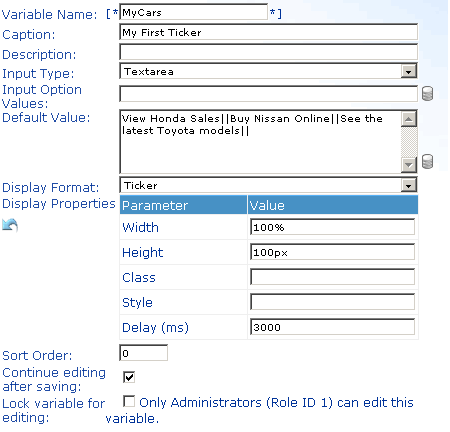 Variable Name: [* MyCars *]
Caption: My First Ticker
Description:
Input Type: Textarea
Input Option
Values:
Default Value: View Honda Sales||Buy Nissan Online||See the
latest Toyota models||
Display Format: Ticker
Display Properties Parameter Value
Width 100%
Height 100px
Class
Style
Delay (ms) 3000
Sort Order: 0
Continue editing
after saving:
Lock variable for Only Administrators (Role ID 1) can edit this
editing: variable.